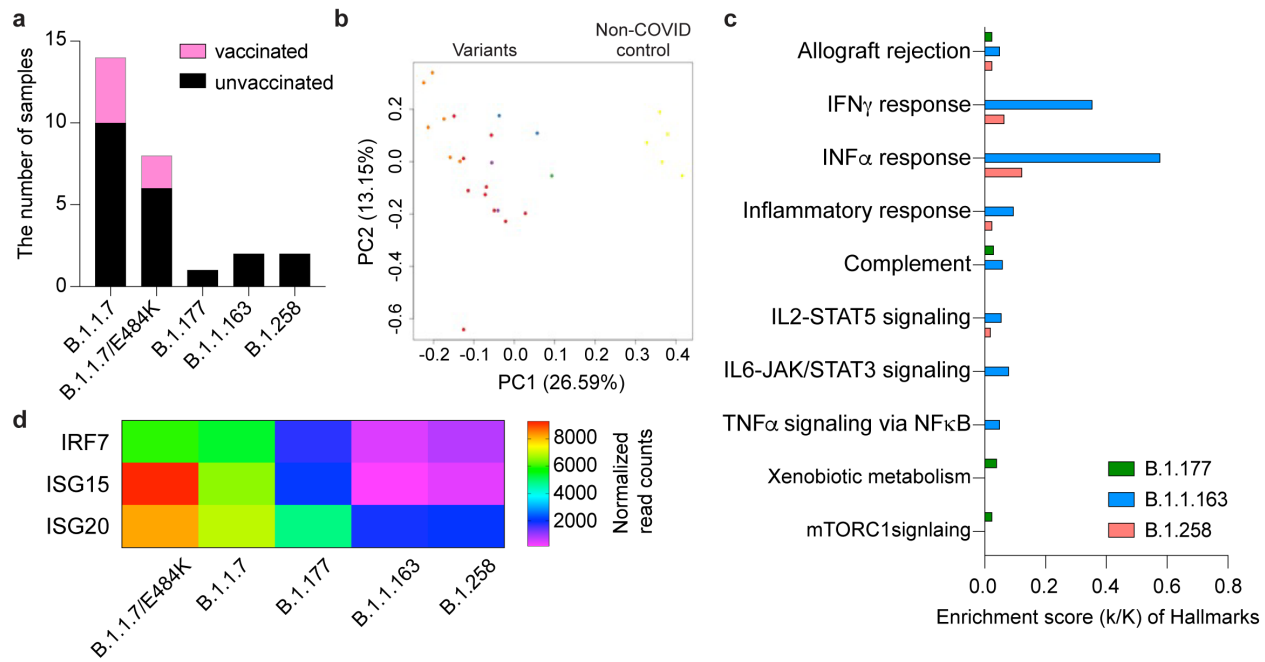 a
15
10
5
0
The number of samples
vaccinated
unvaccinated
B.1.1.7
B.1.1.7/E484K
B.1.177
B.1.1.163
B.1.258
b
Variants
Non-COVID
control
0.2
0.0
-0.2
-0.4
-0.6
PC2 (13.15%)
-0.2
-0.1
0.0
0.1
0.2
0.3
0.4
PC1 (26.59%)
c
Allograft rejection
IFNγ response
INFα response
Inflammatory response
Complement
IL2-STAT5 signaling
IL6-JAK/STAT3 signaling
TNFα signaling via NFκB
Xenobiotic metabolism
mTORC1signlaing
B.1.177
B.1.1.163
B.1.258
0.0
0.2
0.4
0.6
0.8
Enrichment score (k/K) of Hallmarks
d
IRF7
ISG15
ISG20
B.1.1.7/E484K
B.1.1.7
B.1.177
B.1.1.163
B.1.258
8000
6000
4000
2000
Normalized
read counts